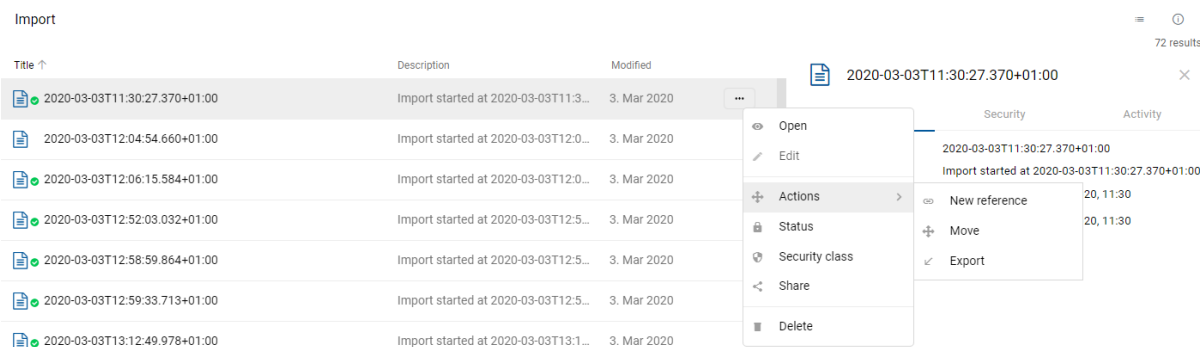 Import
72 results
Title ↑ Description Modified
2020-03-03T11:30:27.370+01:00
2020-03-03T11:30:27.370+01:00 Import started at 2020-03-03T11:3... 3. Mar 2020 ...
2020-03-03T12:04:54.660+01:00 Import started at 2020-03-03T12:0... 3. Mar 2020
2020-03-03T12:06:15.584+01:00 Import started at 2020-03-03T12:0... 3. Mar 2020
2020-03-03T12:52:03.032+01:00 Import started at 2020-03-03T12:5... 3. Mar 2020
2020-03-03T12:58:59.864+01:00 Import started at 2020-03-03T12:5... 3. Mar 2020
2020-03-03T12:59:33.713+01:00 Import started at 2020-03-03T12:5... 3. Mar 2020
2020-03-03T13:12:49.978+01:00 Import started at 2020-03-03T13:1... 3. Mar 2020
Open
Edit
Actions
Status
Security class
Share
Delete
New reference
Move
Export
Security Activity
2020-03-03T11:30:27.370+01:00
Import started at 2020-03-03T11:30:27.370+01:00
20, 11:30
20, 11:30